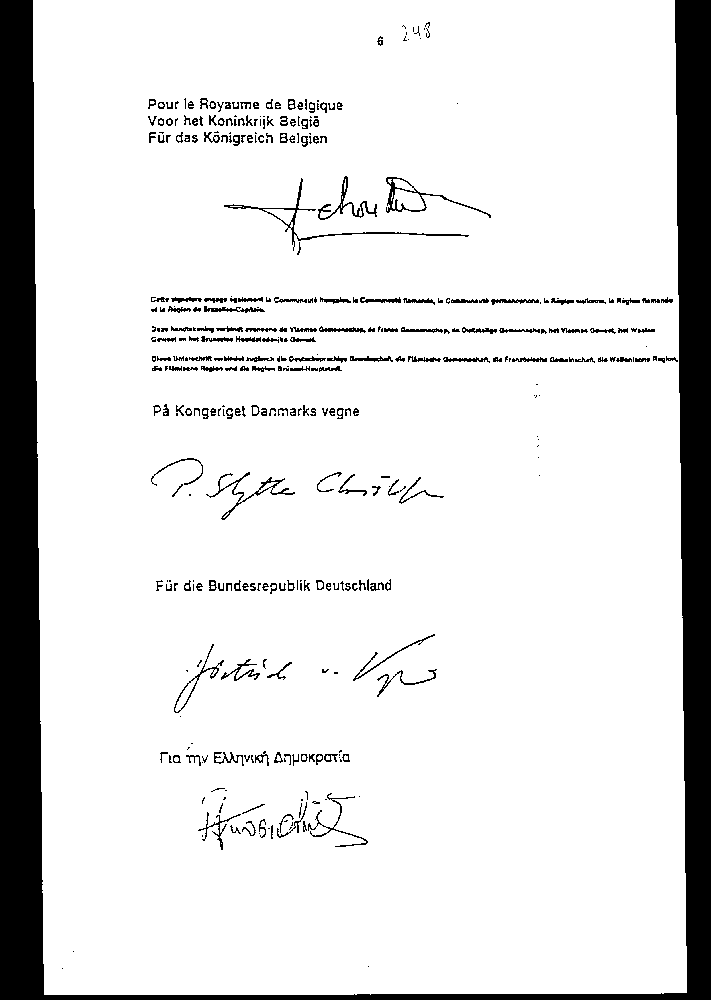 6 248
Pour le Royaume de Belgique
Voor het Koninkrijk België
Für das Königreich Belgien
Cette signature engage également la Communauté française, la Communauté flamande, la Communauté germanophone, la Région wallonne, la Région flamande
et la Région de Bruxelles-Capitale.
Deze handtekening verbindt eveneens de Vlaamse Gemeenschap, de Franse Gemeenschap, de Duitstalige Gemeenschap, het Vlaamse Gewest, het Waalse
Gewest en het Brusselse Hoofdstedelijke Gewest.
Diese Unterschrift verbindet zugleich die Deutschsprachige Gemeinschaft, die Flämische Gemeinschaft, die Französische Gemeinschaft, die Wallonische Region,
die Flämische Region und die Region Brüssel-Hauptstadt.
På Kongeriget Danmarks vegne
P.
Für die Bundesrepublik Deutschland
Για την Ελληνική Δημοκρατία